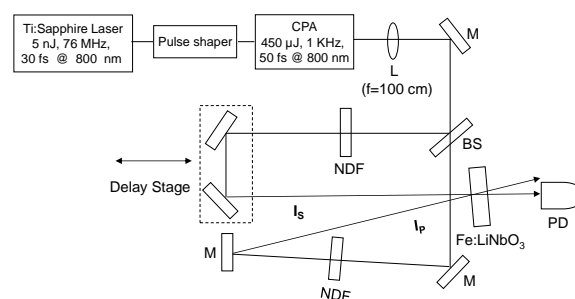 Ti:Sapphire Laser
5 nJ, 76 MHz,
30 fs @ 800 nm
Pulse shaper
CPA
450 µJ, 1 KHz,
50 fs @ 800 nm
L
(f=100 cm)
M
BS
NDF
Delay Stage
I_S
I_P
Fe:LiNbO₃
PD
M
NDF
M